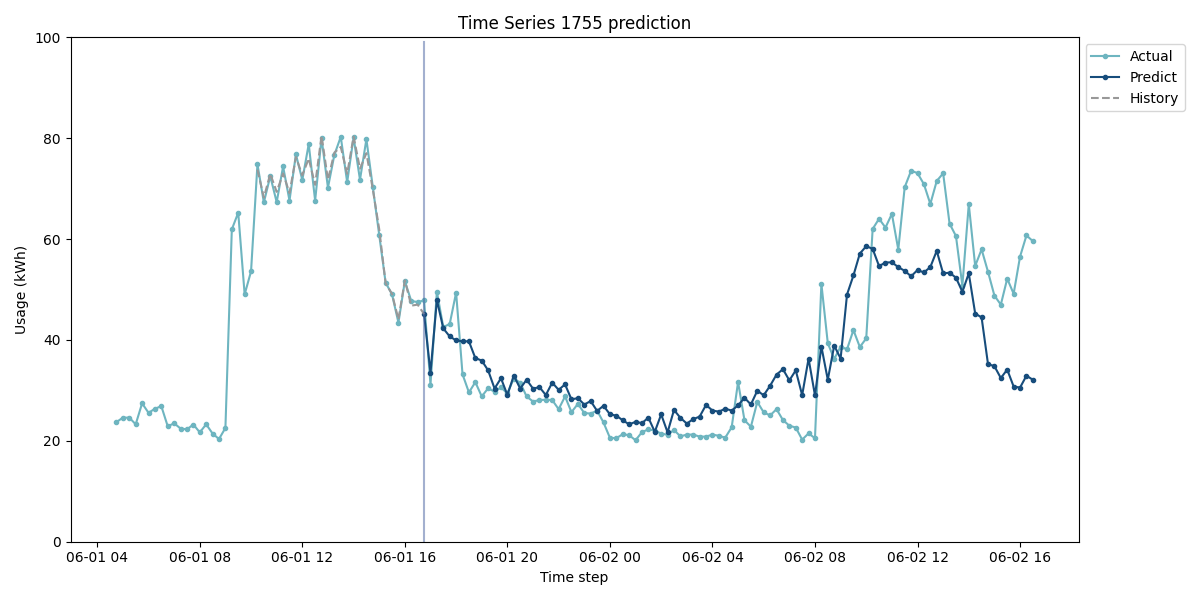 Time Series 1755 prediction
100
80
60
40
20
0
Usage (kWh)
06-01 04
06-01 08
06-01 12
06-01 16
06-01 20
06-02 00
06-02 04
06-02 08
06-02 12
06-02 16
Time step
Actual
Predict
History